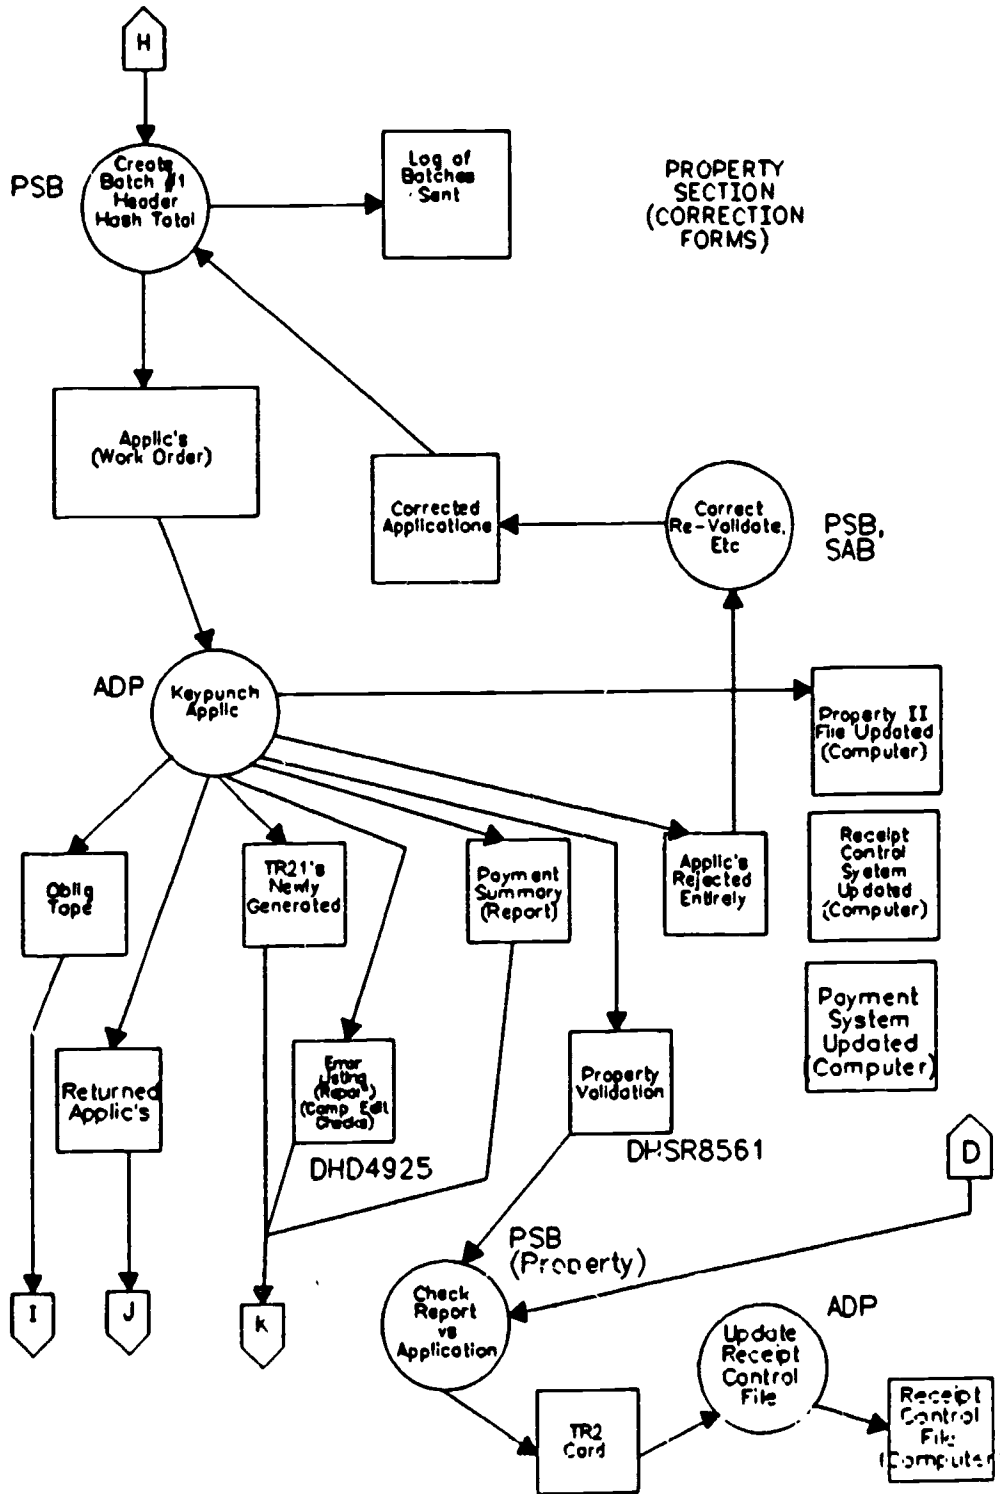 H
PSB
Create
Batch #1
Header
Hash Total
Log of
Batches
Sent
PROPERTY
SECTION
(CORRECTION
FORMS)
Applic's
(Work Order)
Corrected
Applications
Correct
Re-Validate,
Etc
PSB,
SAB
ADP
Keypunch
Applic
Property II
File Updated
(Computer)
Oblig
Tape
TR21's
Newly
Generated
Payment
Summary
(Report)
Applic's
Rejected
Entirely
Receipt
Control
System
Updated
(Computer)
Returned
Applic's
Error
Listing
(Report)
(Comp Edit
Checks)
DHD4925
Property
Validation
DHSR8561
Payment
System
Updated
(Computer)
D
I
J
K
PSB
(Property)
Check
Report
vs
Application
ADP
Update
Receipt
Control
File
TR2
Card
Receipt
Control
File
(Computer